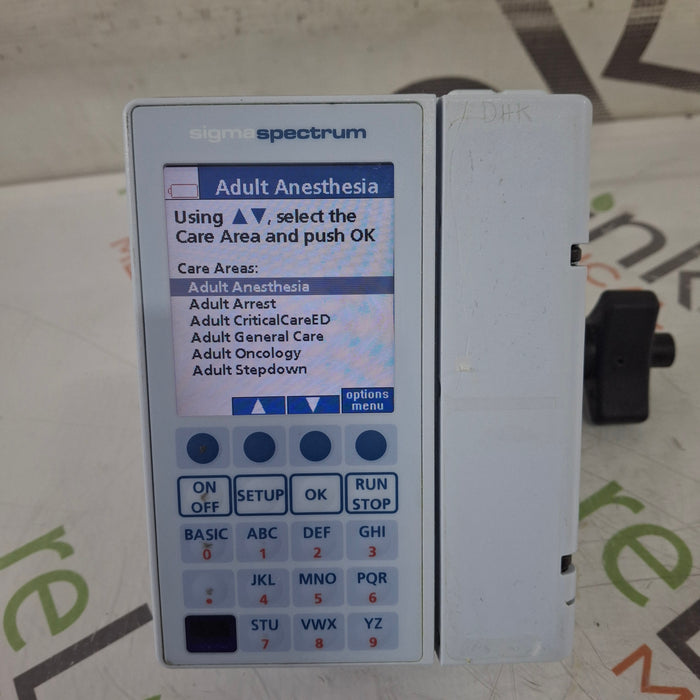 DHK
sigmaspectrum
Adult Anesthesia
Using ▲▼, select the
Care Area and push OK
Care Areas:
Adult Anesthesia
Adult Arrest
Adult CriticalCareED
Adult General Care
Adult Oncology
Adult Stepdown
▲ ▼ options
menu
ON
OFF
SETUP
OK
RUN
STOP
BASIC ABC DEF GHI
0 1 2 3
JKL MNO PQR
. 4 5 6
STU VWX YZ
7 8 9